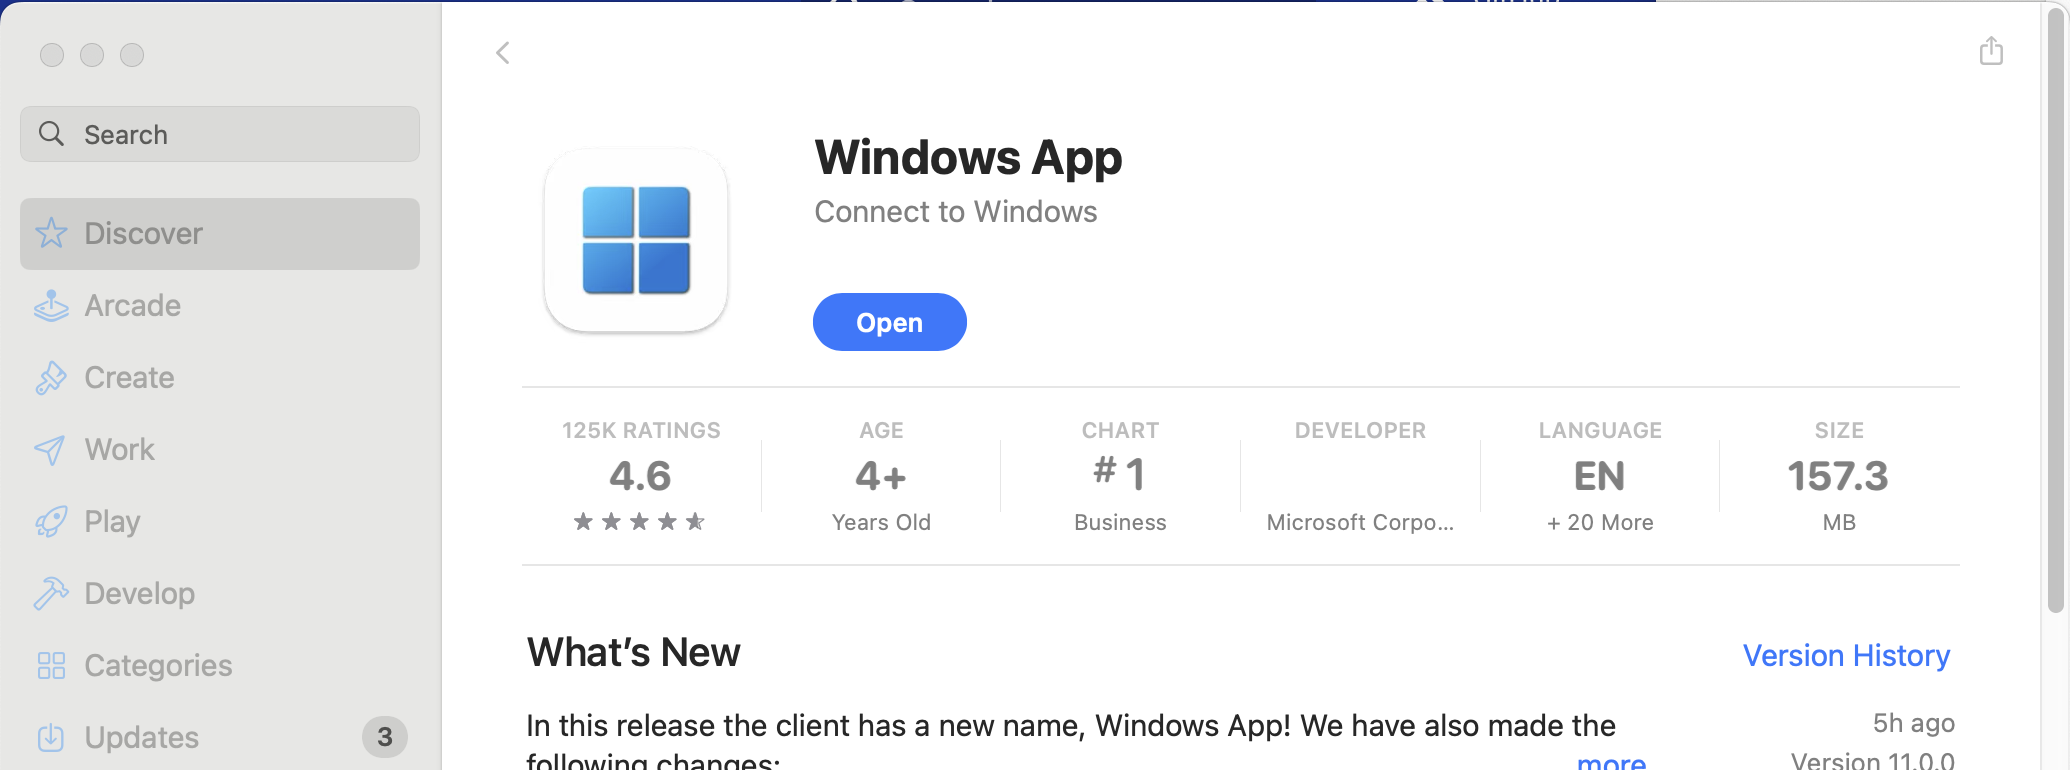 Search
Discover
Arcade
Create
Work
Play
Develop
Categories
Updates 3
Windows App
Connect to Windows
Open
125K RATINGS
4.6
AGE
4+
Years Old
CHART
#1
Business
DEVELOPER
Microsoft Corpo...
LANGUAGE
EN
+ 20 More
SIZE
157.3
MB
What's New
Version History
In this release the client has a new name, Windows App! We have also made the
following changes:
more
5h ago
Version 11.0.0